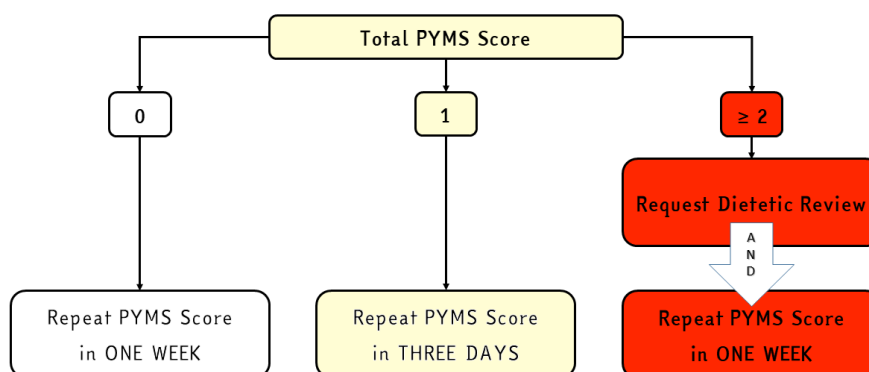 Total PYMS Score
0
1
≥ 2
Request Dietetic Review
A
N
D
Repeat PYMS Score
in ONE WEEK
Repeat PYMS Score
in THREE DAYS
Repeat PYMS Score
in ONE WEEK